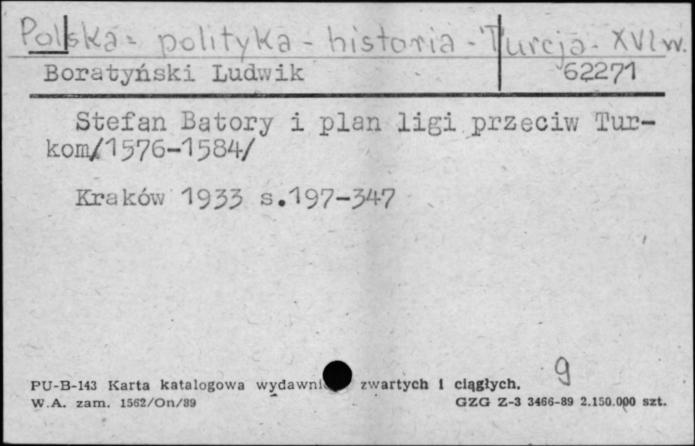 Polska - polityka - historia - Turcja - XVI w.
Boratyński Ludwik 62271
Stefan Batory i plan ligi przeciw Tur-
kom/1576-1584/
Kraków 1933 s.197-347
9
PU-B-143 Karta katalogowa zwartych i ciągłych.
W.A. zam. 1562/On/89 GZG Z-3 3466-89 2.150.000 szt.